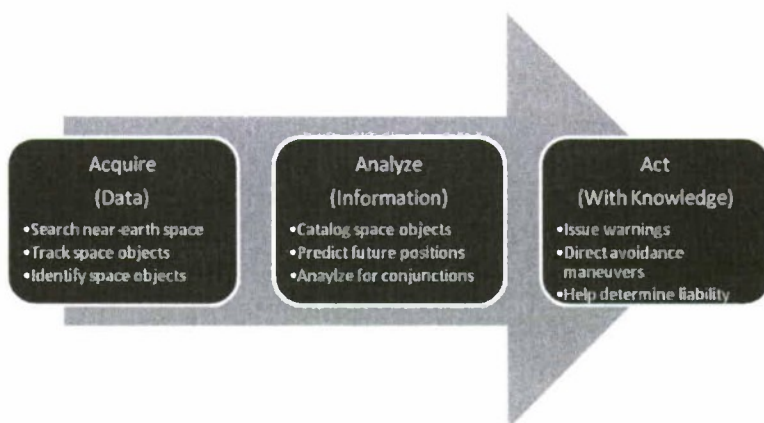 Acquire
(Data)
•Search near-earth space
•Track space objects
•Identify space objects
Analyze
(Information)
•Catalog space objects
•Predict future positions
•Anaylze for conjunctions
Act
(With Knowledge)
•Issue warnings
•Direct avoidance
maneuvers
•Help determine liability